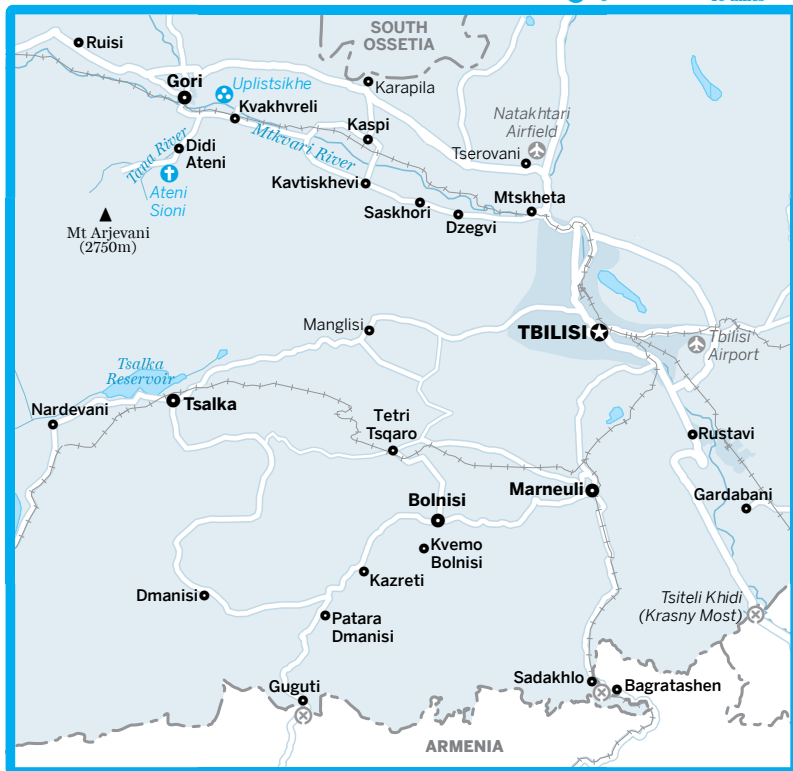 SOUTH
OSSETIA
Ruisi
Gori
Uplistsikhe
Karapila
Kvakhvreli
Natakhtari
Airfield
Kaspi
Mtkvari River
Tana River
Didi
Ateni
Tserovani
Ateni
Sioni
Kavtiskhevi
Saskhori
Mtskheta
Dzegvi
Mt Arjevani
(2750m)
Manglisi
TBILISI
Tbilisi
Airport
Tsalka
Reservoir
Nardevani
Tsalka
Tetri
Tsqaro
Rustavi
Marneuli
Bolnisi
Gardabani
Kvemo
Bolnisi
Kazreti
Dmanisi
Tsiteli Khidi
(Krasny Most)
Patara
Dmanisi
Guguti
Sadakhlo
Bagratashen
ARMENIA